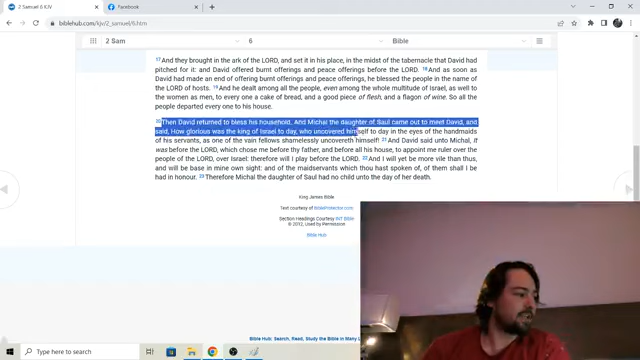 2 Samuel 6 KJV
Facebook
biblehub.com/kjv/2_samuel/6.htm
2 Sam 6 Bible
17 And they brought in the ark of the LORD, and set it in his place, in the midst of the tabernacle that David had
pitched for it: and David offered burnt offerings and peace offerings before the LORD. 18 And as soon as
David had made an end of offering burnt offerings and peace offerings, he blessed the people in the name of
the LORD of hosts. 19 And he dealt among all the people, even among the whole multitude of Israel, as well to
the women as men, to every one a cake of bread, and a good piece of flesh, and a flagon of wine. So all the
people departed every one to his house.
20 Then David returned to bless his household. And Michal the daughter of Saul came out to meet David, and
said, How glorious was the king of Israel to day, who uncovered himself to day in the eyes of the handmaids
of his servants, as one of the vain fellows shamelessly uncovereth himself! 21 And David said unto Michal, It
was before the LORD, which chose me before thy father, and before all his house, to appoint me ruler over the
people of the LORD, over Israel: therefore will I play before the LORD. 22 And I will yet be more vile than thus,
and will be base in mine own sight: and of the maidservants which thou hast spoken of, of them shall I be
had in honour. 23 Therefore Michal the daughter of Saul had no child unto the day of her death.
King James Bible
Text courtesy of BibleProtector.com
Section Headings Courtesy INT Bible
© 2012, Used by Permission
Bible Hub
Bible Hub: Search, Read, Study the Bible in Many L
Type here to search